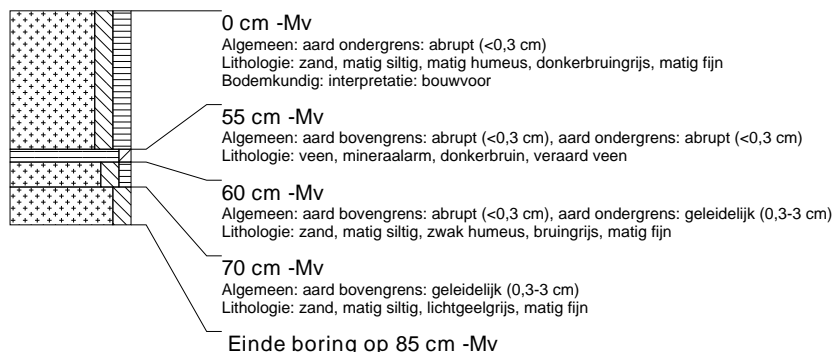 0 cm -Mv
Algemeen: aard ondergrens: abrupt (<0,3 cm)
Lithologie: zand, matig siltig, matig humeus, donkerbruingrijs, matig fijn
Bodemkundig: interpretatie: bouwvoor
55 cm -Mv
Algemeen: aard bovengrens: abrupt (<0,3 cm), aard ondergrens: abrupt (<0,3 cm)
Lithologie: veen, mineraalarm, donkerbruin, veraard veen
60 cm -Mv
Algemeen: aard bovengrens: abrupt (<0,3 cm), aard ondergrens: geleidelijk (0,3-3 cm)
Lithologie: zand, matig siltig, zwak humeus, bruingrijs, matig fijn
70 cm -Mv
Algemeen: aard bovengrens: geleidelijk (0,3-3 cm)
Lithologie: zand, matig siltig, lichtgeelgrijs, matig fijn
Einde boring op 85 cm -Mv